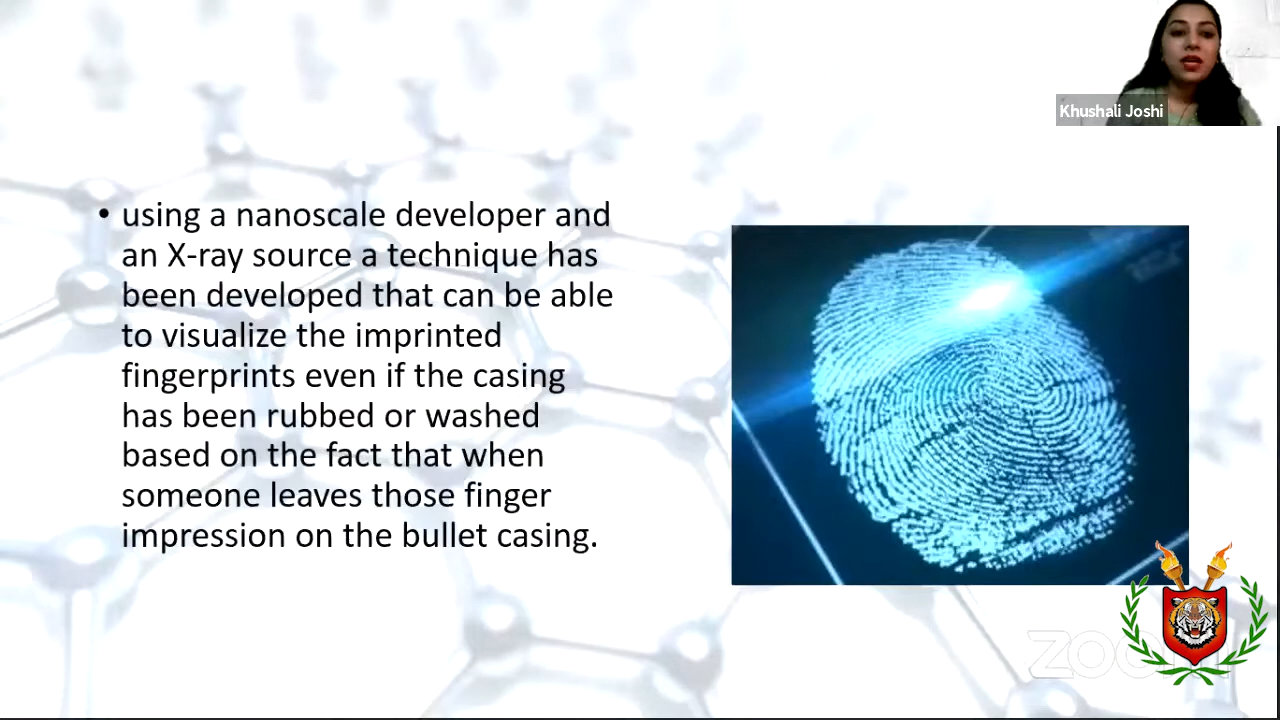 Khushali Joshi
• using a nanoscale developer and
an X-ray source a technique has
been developed that can be able
to visualize the imprinted
fingerprints even if the casing
has been rubbed or washed
based on the fact that when
someone leaves those finger
impression on the bullet casing.
zoom